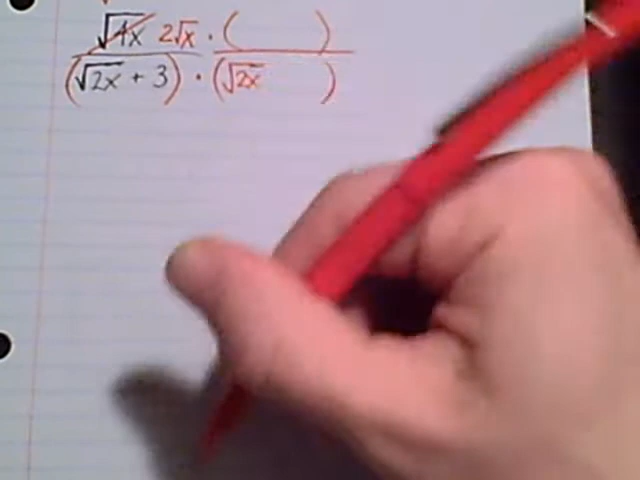 √4x 2√x · ( )
(√2x + 3) · (√2x )